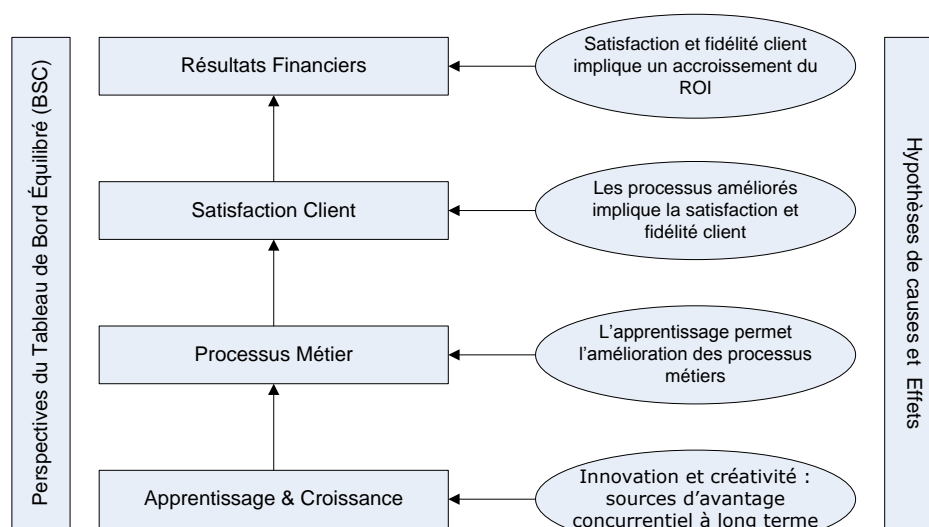 Perspectives du Tableau de Bord Équilibré (BSC)
Résultats Financiers
Satisfaction et fidélité client
implique un accroissement du
ROI
Satisfaction Client
Les processus améliorés
implique la satisfaction et
fidélité client
Processus Métier
L'apprentissage permet
l'amélioration des processus
métiers
Apprentissage & Croissance
Innovation et créativité :
sources d'avantage
concurrentiel à long terme
Hypothèses de causes et Effets